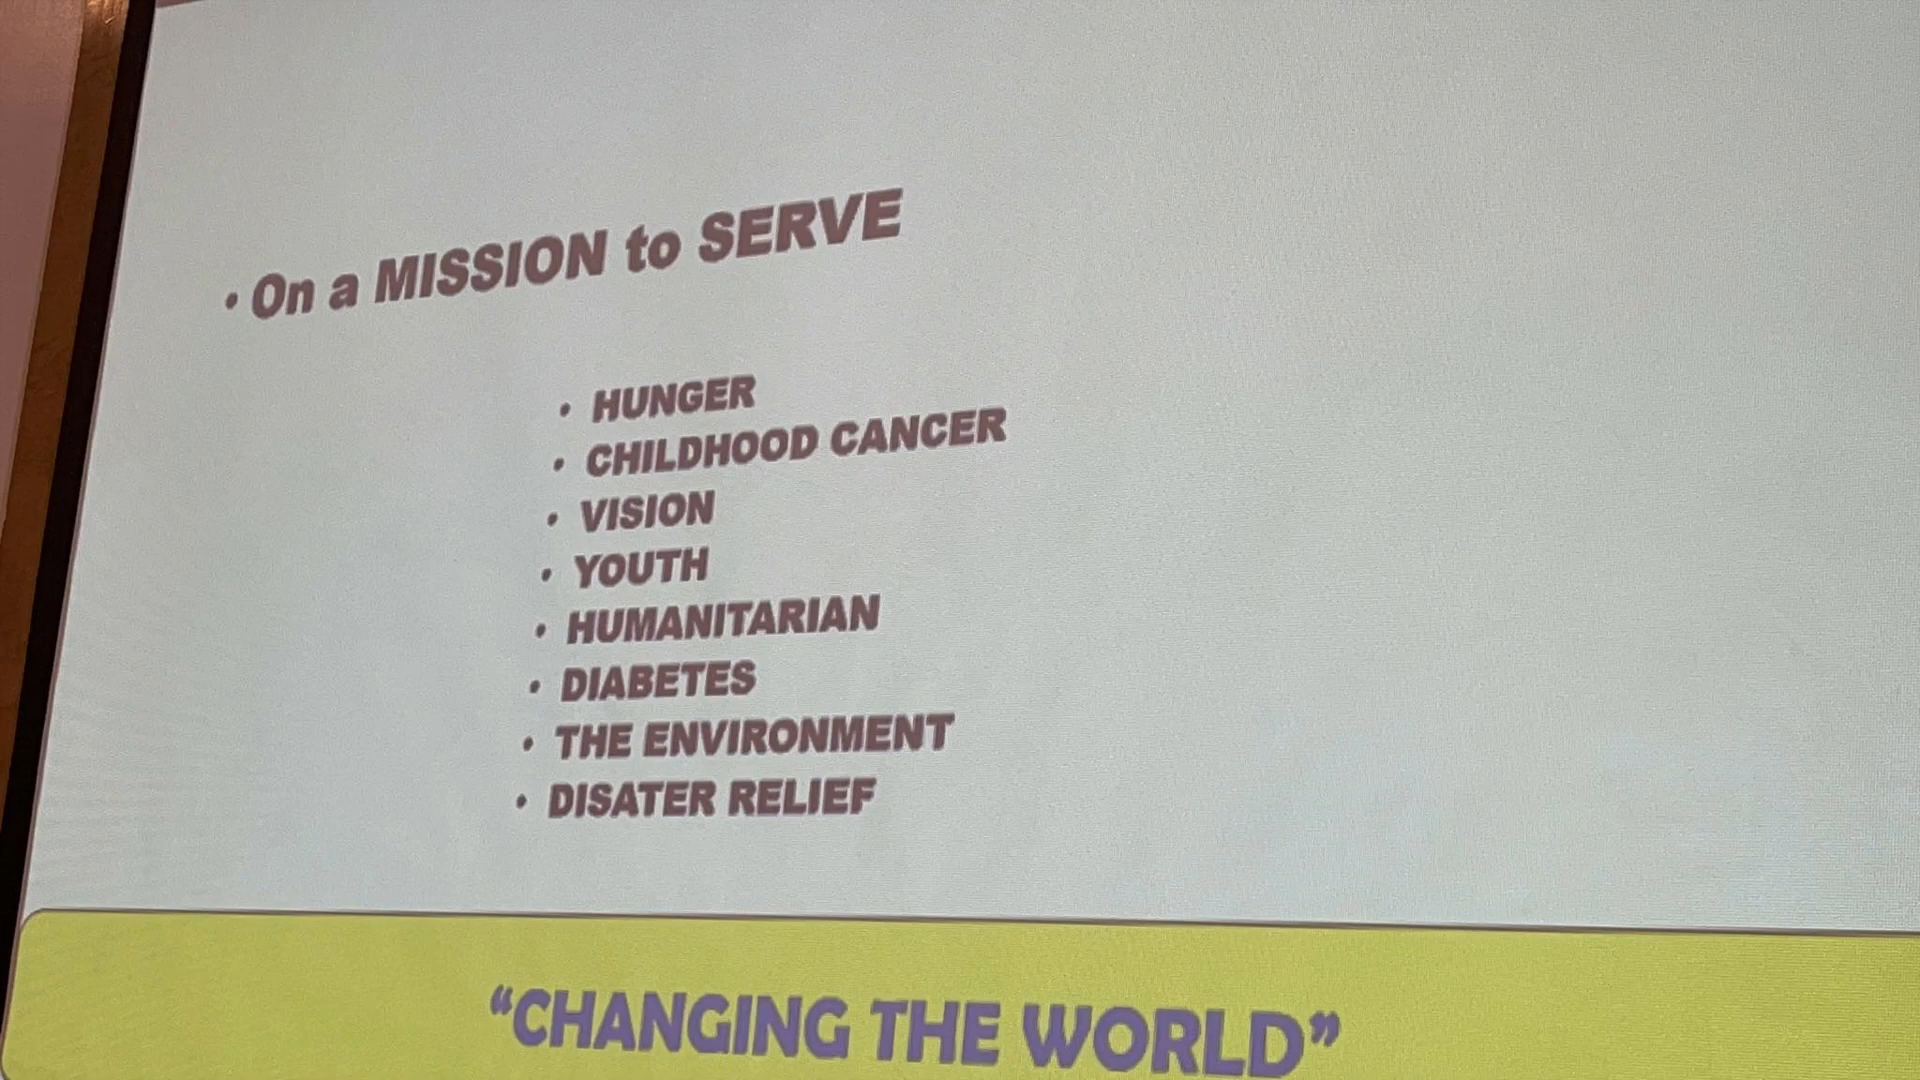 • On a MISSION to SERVE
• HUNGER
• CHILDHOOD CANCER
• VISION
• YOUTH
• HUMANITARIAN
• DIABETES
• THE ENVIRONMENT
• DISATER RELIEF
“CHANGING THE WORLD”